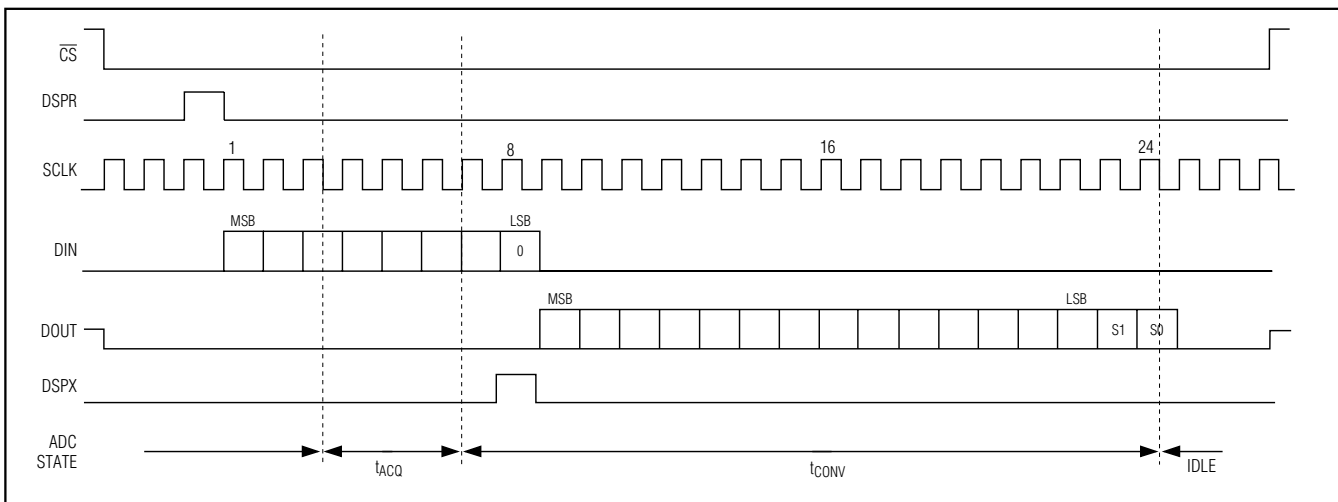 C̅S̅
DSPR
1 8 16 24
SCLK
MSB LSB
DIN 0
MSB LSB
DOUT S1 S0
DSPX
ADC
STATE
tACQ tCONV IDLE